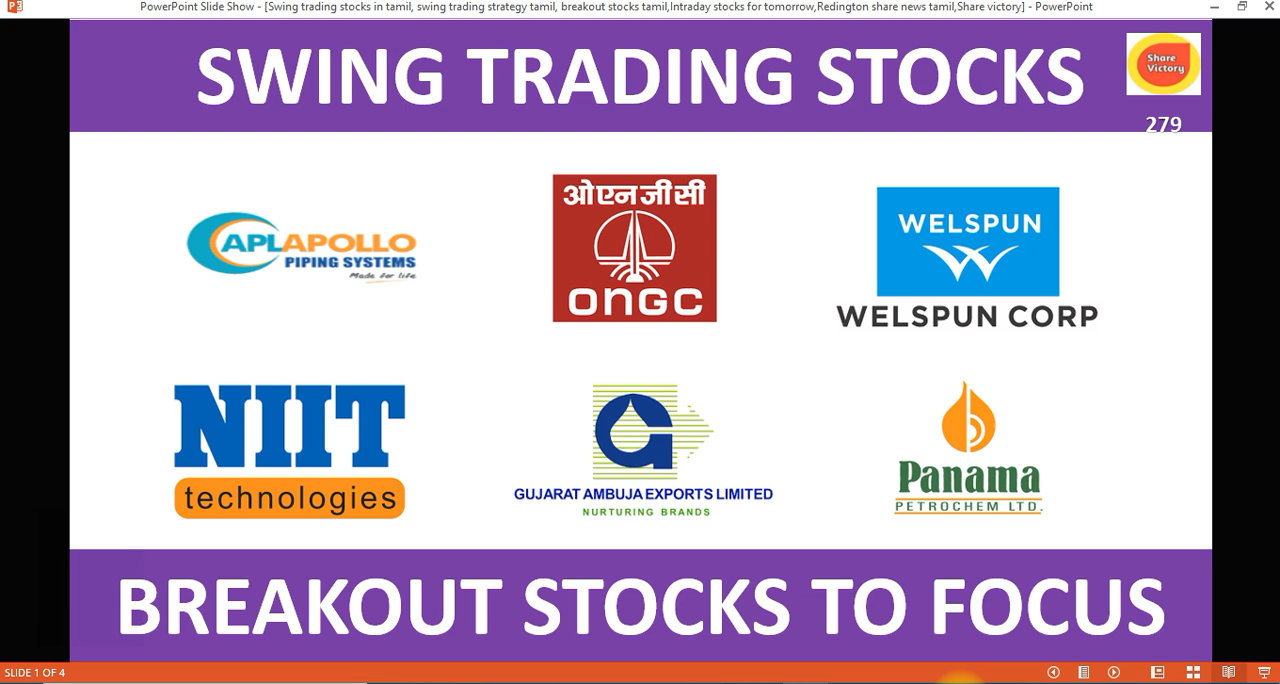 PowerPoint Slide Show - [Swing trading stocks in tamil, swing trading strategy tamil, breakout stocks tamil,Intraday stocks for tomorrow,Redington share news tamil,Share victory] - PowerPoint
SWING TRADING STOCKS
Share
Victory
279
APLAPOLLO
PIPING SYSTEMS
Made for life
ओएनजीसी
ONGC
WELSPUN
WELSPUN CORP
NIIT
technologies
GUJARAT AMBUJA EXPORTS LIMITED
NURTURING BRANDS
Panama
PETROCHEM LTD.
BREAKOUT STOCKS TO FOCUS
SLIDE 1 OF 4